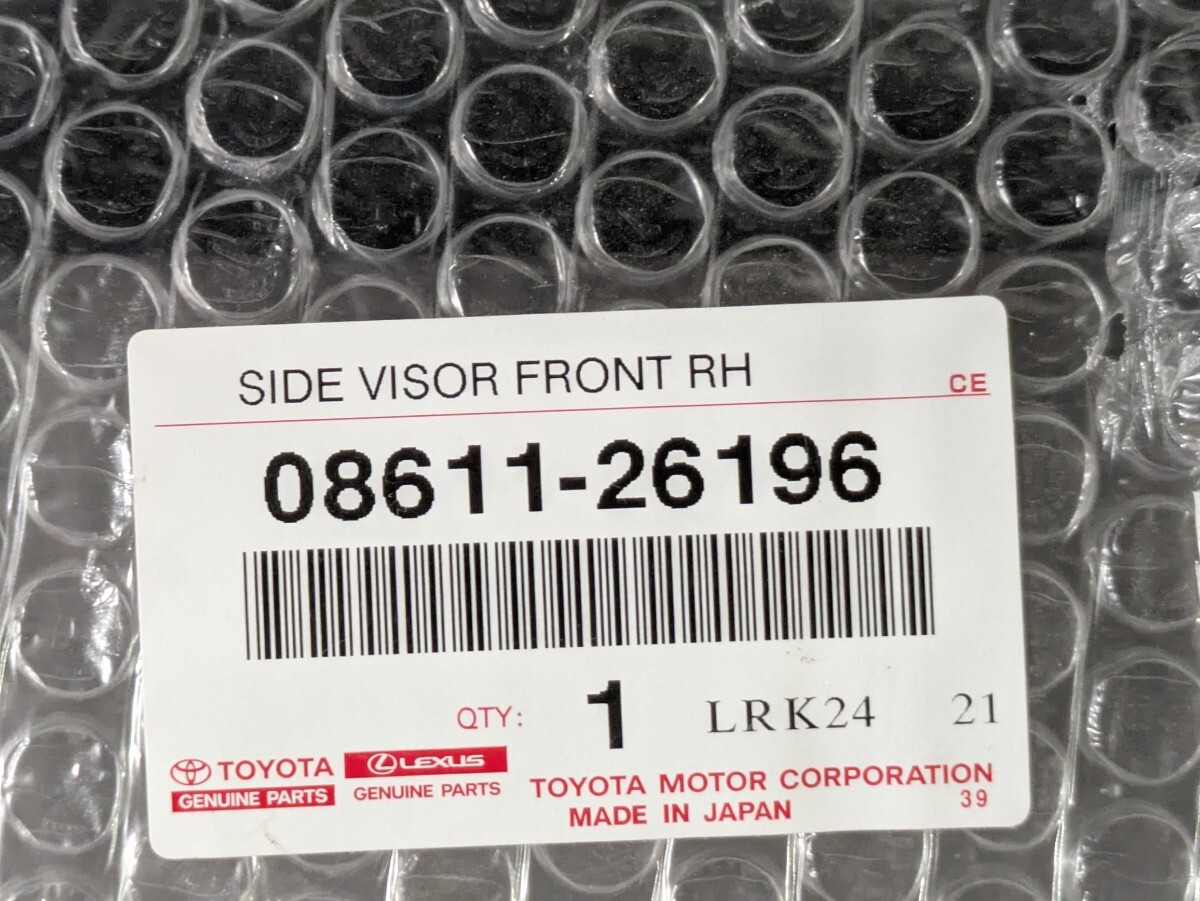 SIDE VISOR FRONT RH
CE
08611-26196
QTY: 1 LRK24 21
TOYOTA
GENUINE PARTS
LEXUS
GENUINE PARTS
TOYOTA MOTOR CORPORATION
MADE IN JAPAN
39